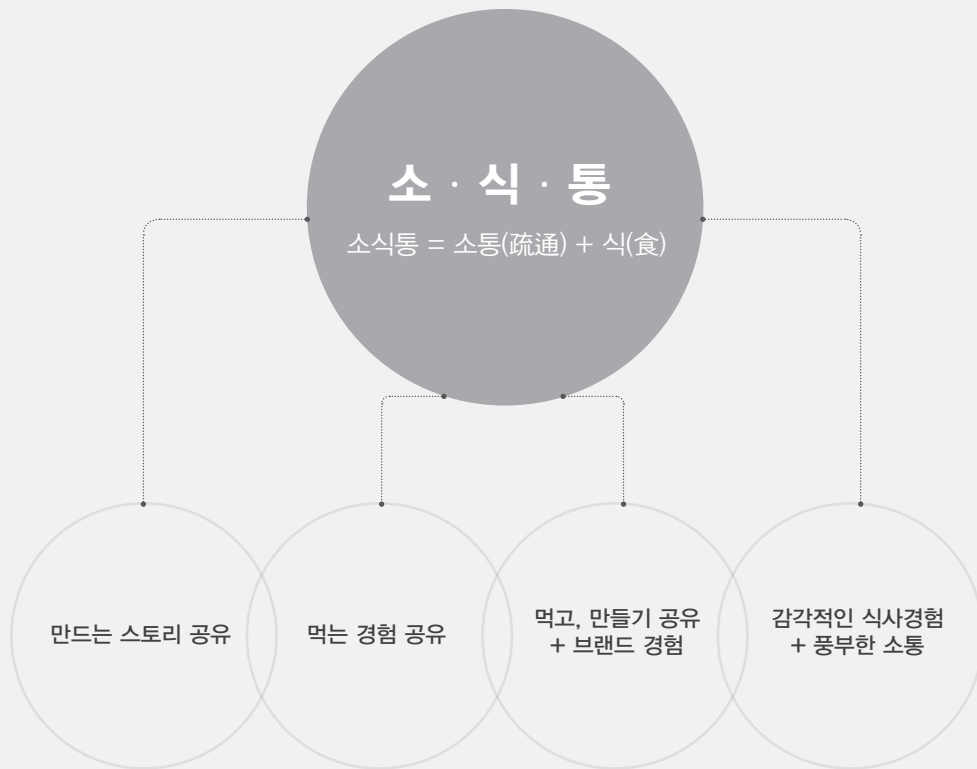 소 · 식 · 통
소식통 = 소통(疏通) + 식(食)
만드는 스토리 공유
먹는 경험 공유
먹고, 만들기 공유
+ 브랜드 경험
감각적인 식사경험
+ 풍부한 소통